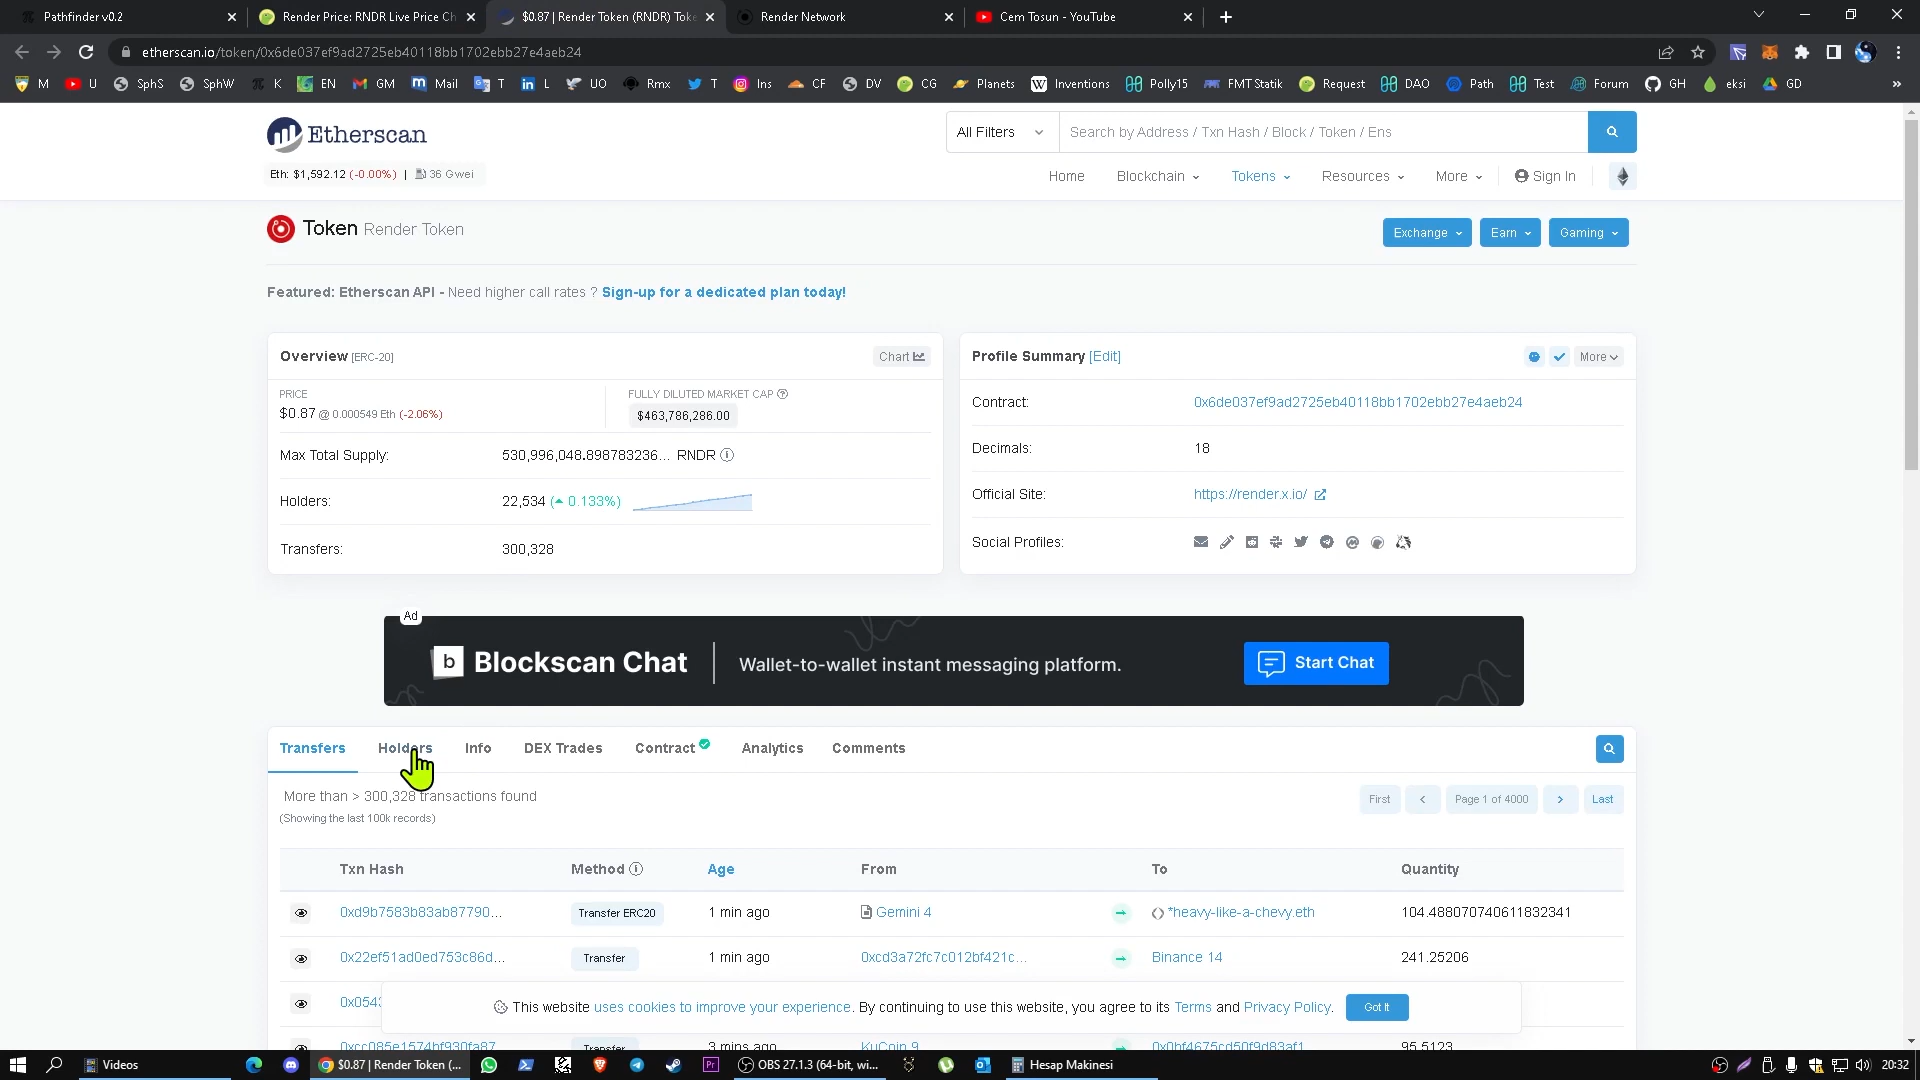 Pathfinder v0.2
Render Price: RNDR Live Price Ch
$0.87 | Render Token (RNDR) Toke
Render Network
Cem Tosun - YouTube
etherscan.io/token/0x6de037ef9ad2725eb40118bb1702ebb27e4aeb24
M U SphS SphW K EN GM Mail T L UO Rmx T Ins CF DV CG Planets Inventions Polly15 FMT Statik Request DAO Path Test Forum GH eksi GD »
Etherscan
All Filters
Search by Address / Txn Hash / Block / Token / Ens
Eth: $1,592.12 (-0.00%) | 36 Gwei
Home Blockchain Tokens Resources More Sign In
Token Render Token
Exchange Earn Gaming
Featured: Etherscan API - Need higher call rates ? Sign-up for a dedicated plan today!
Overview [ERC-20]
Chart
PRICE
$0.87 @ 0.000549 Eth (-2.06%)
FULLY DILUTED MARKET CAP
$463,786,286.00
Max Total Supply: 530,996,048.898783236... RNDR
Holders: 22,534 (0.133%)
Transfers: 300,328
Profile Summary [Edit]
More
Contract: 0x6de037ef9ad2725eb40118bb1702ebb27e4aeb24
Decimals: 18
Official Site: https://render.x.io/
Social Profiles:
Ad
b Blockscan Chat
Wallet-to-wallet instant messaging platform.
Start Chat
Transfers Holders Info DEX Trades Contract Analytics Comments
More than > 300,328 transactions found
(Showing the last 100k records)
First Page 1 of 4000 Last
Txn Hash Method Age From To Quantity
0xd9b7583b83ab87790... Transfer ERC20 1 min ago Gemini 4 *heavy-like-a-chevy.eth 104.488070740611832341
0x22ef51ad0ed753c86d... Transfer 1 min ago 0xcd3a72fc7c012bf421c... Binance 14 241.25206
0x0543
This website uses cookies to improve your experience. By continuing to use this website, you agree to its Terms and Privacy Policy.
Got It
0xcc085e1574bf930fa87 Transfer 3 mins ago KuCoin 9 0x0bf4675cd50f9d83af1 95.5123
Videos
$0.87 | Render Token (...
Pr
OBS 27.1.3 (64-bit, wi...
Hesap Makinesi
20:32